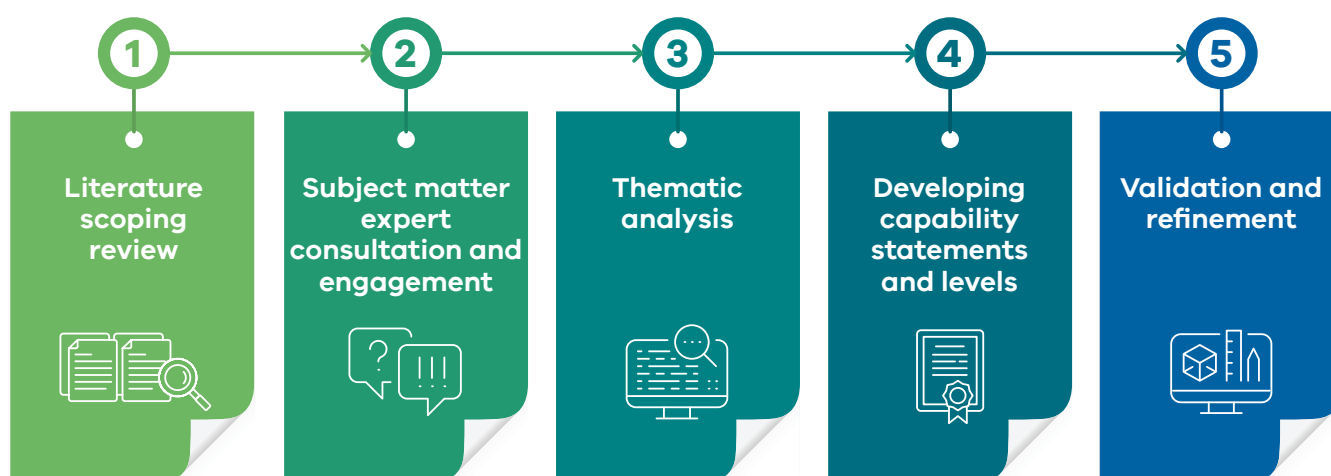 1
2
3
4
5
Literature
scoping
review
Subject matter
expert
consultation and
engagement
Thematic
analysis
Developing
capability
statements
and levels
Validation and
refinement